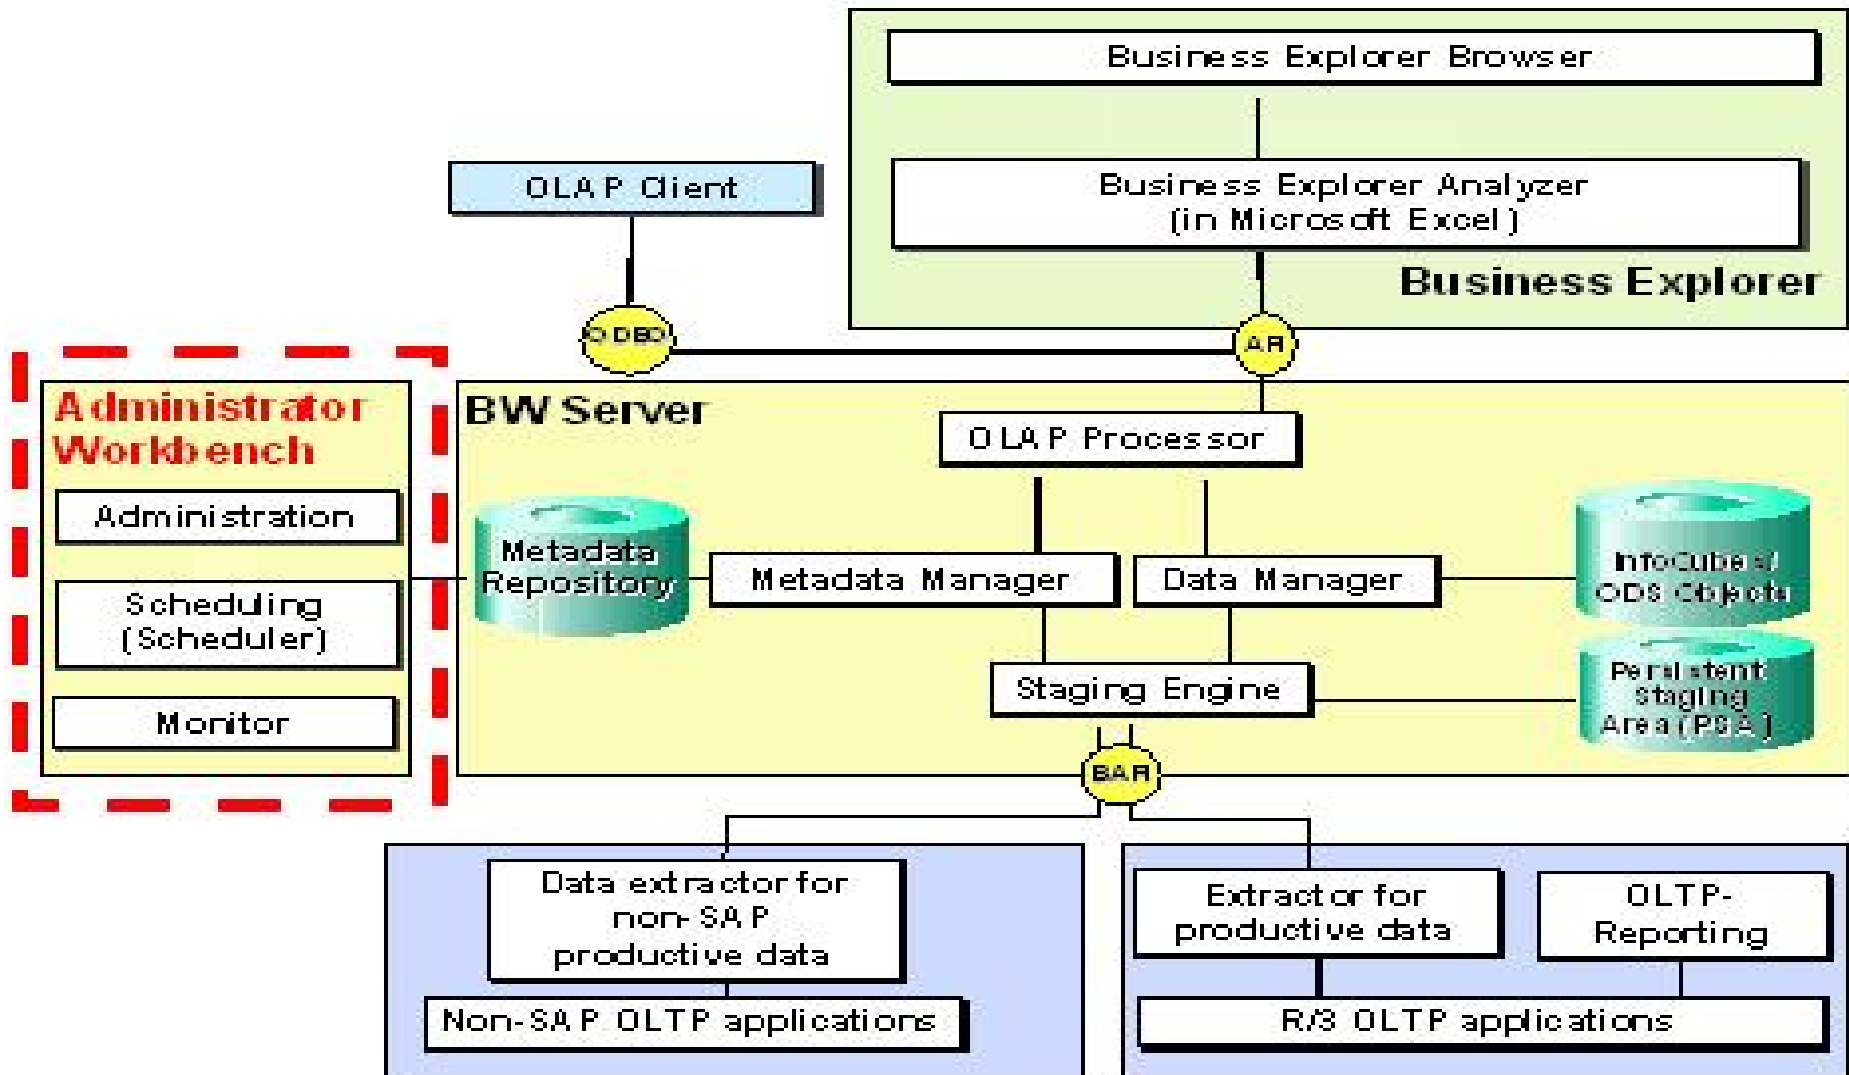 Business Explorer Browser
OLAP Client
Business Explorer Analyzer
(in Microsoft Excel)
Business Explorer
ODBO
API
Administrator
Workbench
BW Server
OLAP Processor
Administration
Metadata
Repository
Metadata Manager
Data Manager
InfoCubes/
ODS Objects
Scheduling
(Scheduler)
Staging Engine
Persistent
Staging
Area (PSA)
Monitor
BAPI
Data extractor for
non-SAP
productive data
Extractor for
productive data
OLTP-
Reporting
Non-SAP OLTP applications
R/3 OLTP applications